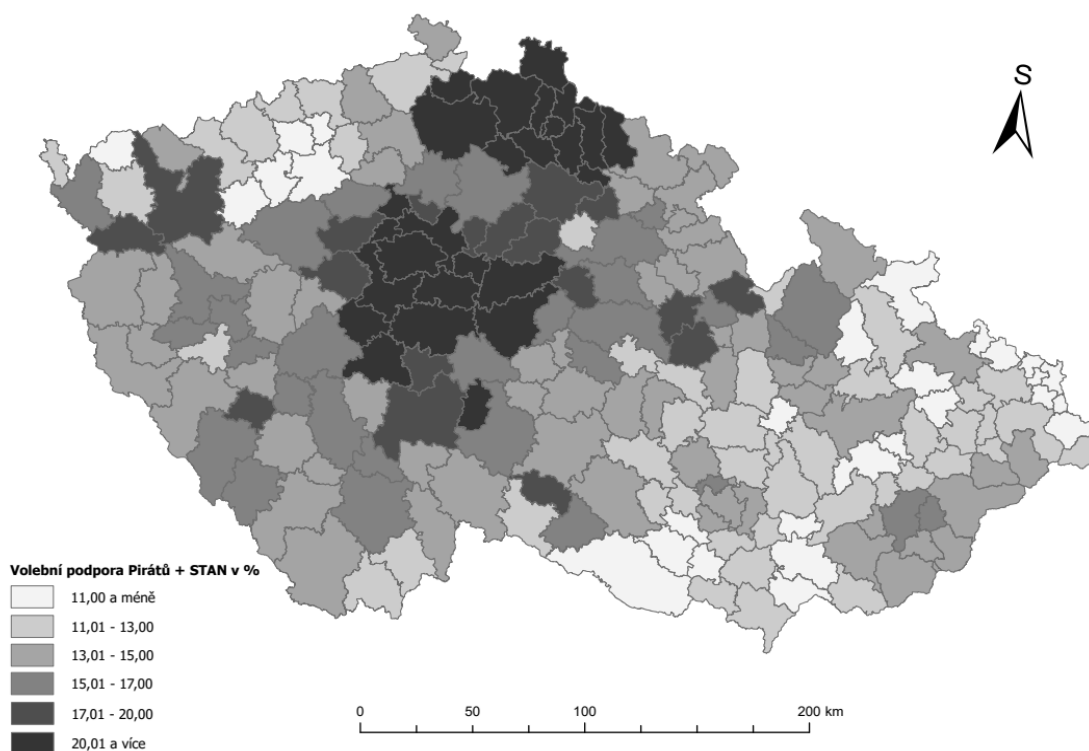 S
Volební podpora Pirátů + STAN v %
11,00 a méně
11,01 - 13,00
13,01 - 15,00
15,01 - 17,00
17,01 - 20,00
20,01 a více
0 50 100 200 km